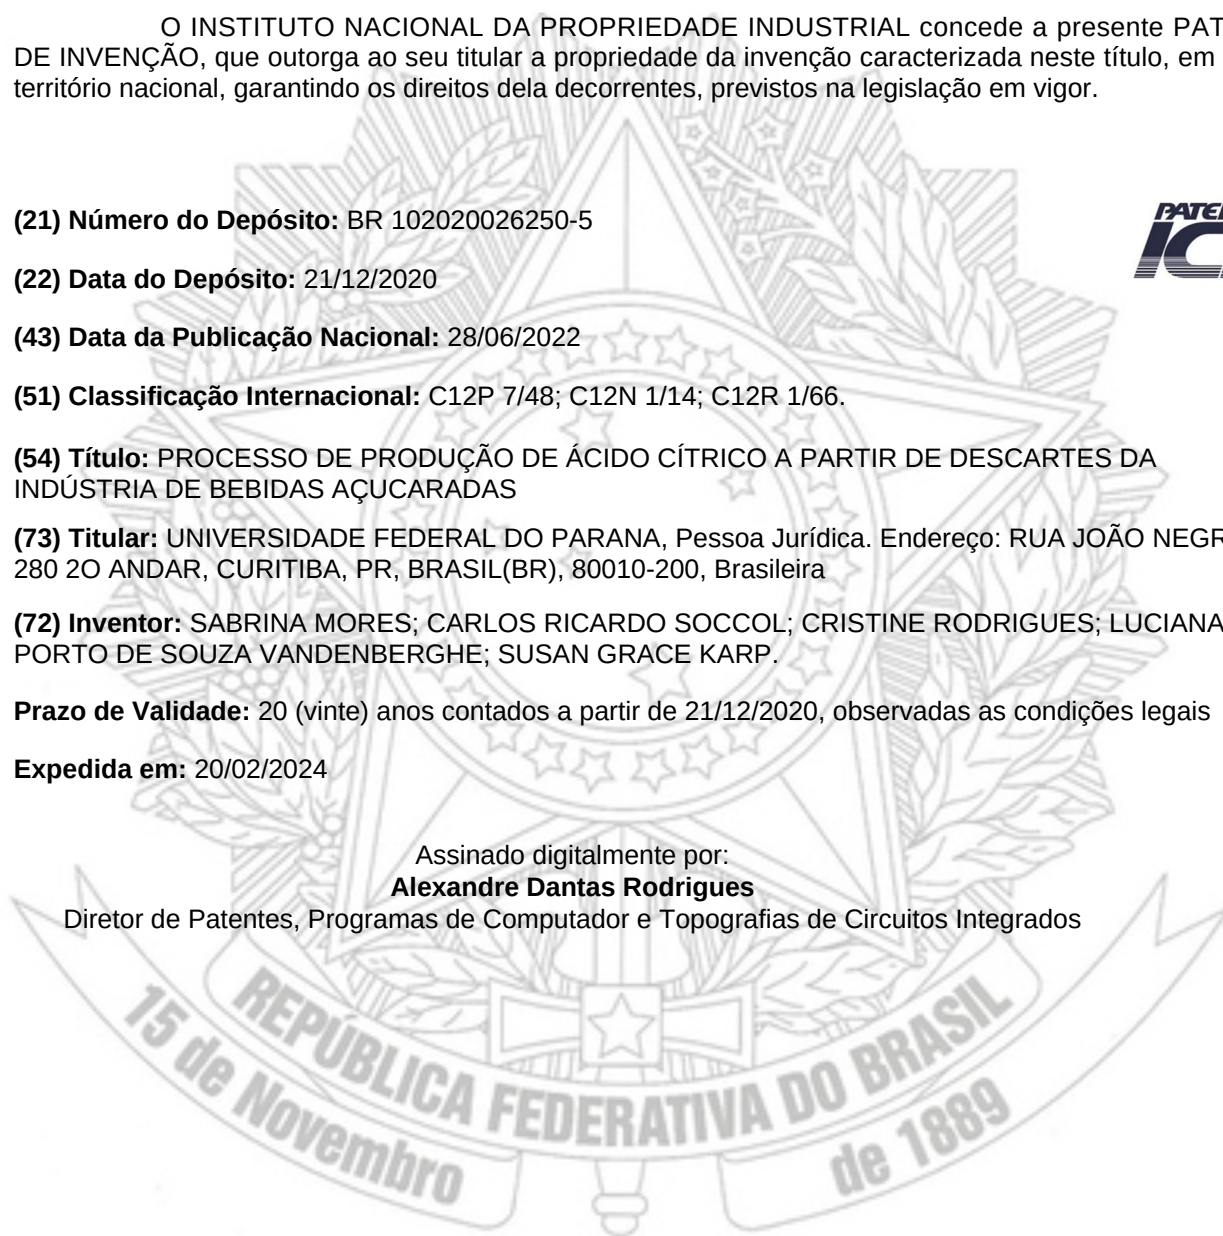 O INSTITUTO NACIONAL DA PROPRIEDADE INDUSTRIAL concede a presente PAT
DE INVENÇÃO, que outorga ao seu titular a propriedade da invenção caracterizada neste título, em
território nacional, garantindo os direitos dela decorrentes, previstos na legislação em vigor.
(21) Número do Depósito: BR 102020026250-5
(22) Data do Depósito: 21/12/2020
(43) Data da Publicação Nacional: 28/06/2022
(51) Classificação Internacional: C12P 7/48; C12N 1/14; C12R 1/66.
(54) Título: PROCESSO DE PRODUÇÃO DE ÁCIDO CÍTRICO A PARTIR DE DESCARTES DA
INDÚSTRIA DE BEBIDAS AÇUCARADAS
(73) Titular: UNIVERSIDADE FEDERAL DO PARANA, Pessoa Jurídica. Endereço: RUA JOÃO NEGR
280 2O ANDAR, CURITIBA, PR, BRASIL(BR), 80010-200, Brasileira
(72) Inventor: SABRINA MORES; CARLOS RICARDO SOCCOL; CRISTINE RODRIGUES; LUCIANA
PORTO DE SOUZA VANDENBERGHE; SUSAN GRACE KARP.
Prazo de Validade: 20 (vinte) anos contados a partir de 21/12/2020, observadas as condições legais
Expedida em: 20/02/2024
Assinado digitalmente por:
Alexandre Dantas Rodrigues
Diretor de Patentes, Programas de Computador e Topografias de Circuitos Integrados
REPÚBLICA FEDERATIVA DO BRASIL
15 de Novembro
de 1889